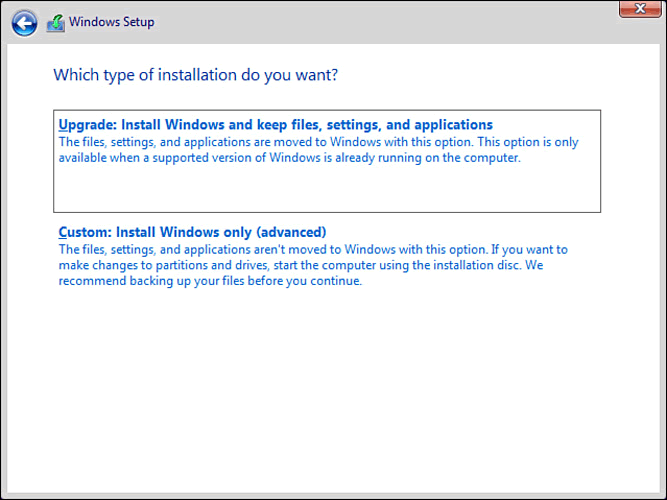 Windows Setup
Which type of installation do you want?
Upgrade: Install Windows and keep files, settings, and applications
The files, settings, and applications are moved to Windows with this option. This option is only
available when a supported version of Windows is already running on the computer.
Custom: Install Windows only (advanced)
The files, settings, and applications aren't moved to Windows with this option. If you want to
make changes to partitions and drives, start the computer using the installation disc. We
recommend backing up your files before you continue.